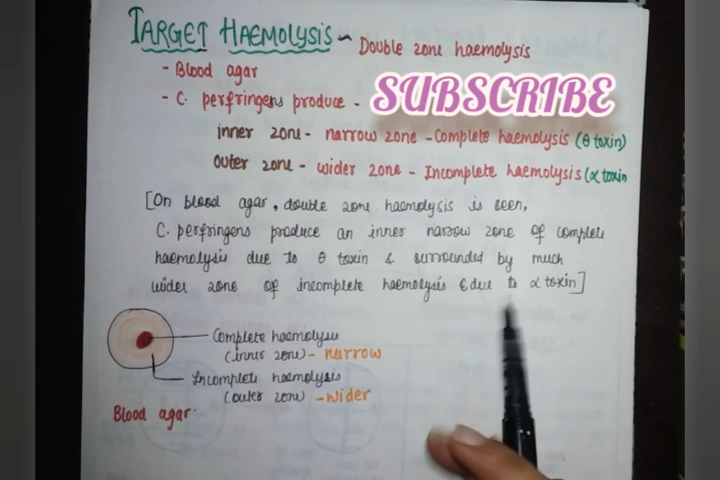 TARGET HAEMOLYSIS - Double zone haemolysis
- Blood agar
- C. perfringens produce - SUBSCRIBE
inner zone - narrow zone - Complete haemolysis (θ toxin)
outer zone - wider zone - Incomplete haemolysis (α toxin
[On blood agar, double zone haemolysis is seen,
C. perfringens produce an inner narrow zone of complete
haemolysis due to θ toxin & surrounded by much
wider zone of incomplete haemolysis due to α toxin]
Complete haemolysis
(inner zone) - narrow
Incomplete haemolysis
(outer zone) - wider
Blood agar.